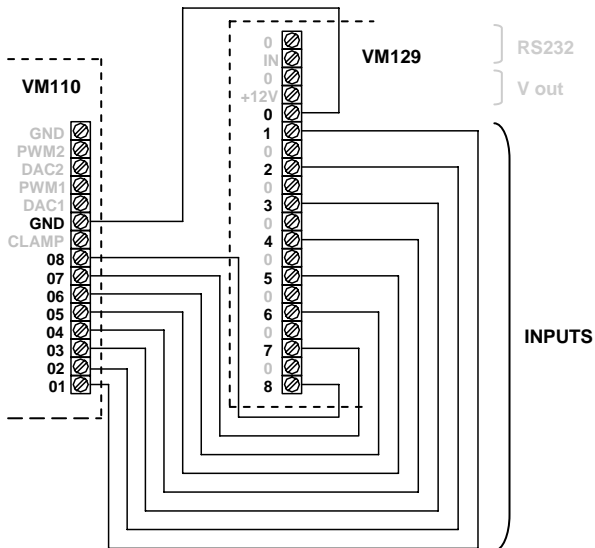 VM110
GND
PWM2
DAC2
PWM1
DAC1
GND
CLAMP
08
07
06
05
04
03
02
01
VM129
0
IN
0
+12V
0
1
0
2
0
3
0
4
0
5
0
6
0
7
0
8
RS232
V out
INPUTS